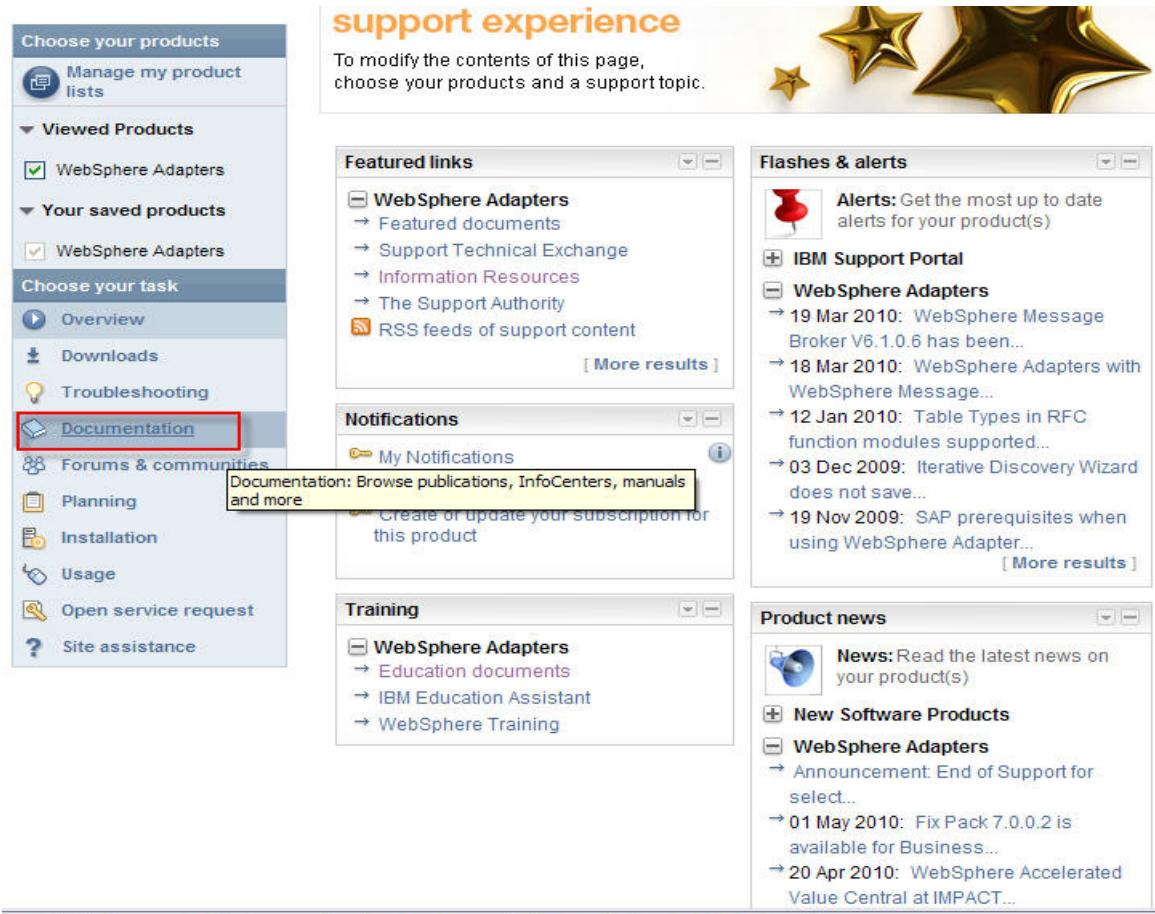 support experience
To modify the contents of this page,
choose your products and a support topic.
Choose your products
Manage my product
lists
Viewed Products
WebSphere Adapters
Your saved products
WebSphere Adapters
Choose your task
Overview
Downloads
Troubleshooting
Documentation
Forums & communities
Planning
Installation
Usage
Open service request
Site assistance
Documentation: Browse publications, InfoCenters, manuals
and more
Featured links
WebSphere Adapters
→ Featured documents
→ Support Technical Exchange
→ Information Resources
→ The Support Authority
RSS feeds of support content
[ More results ]
Notifications
My Notifications
Create or update your subscription for
this product
Training
WebSphere Adapters
→ Education documents
→ IBM Education Assistant
→ WebSphere Training
Flashes & alerts
Alerts: Get the most up to date
alerts for your product(s)
IBM Support Portal
WebSphere Adapters
→ 19 Mar 2010: WebSphere Message
Broker V6.1.0.6 has been...
→ 18 Mar 2010: WebSphere Adapters with
WebSphere Message...
→ 12 Jan 2010: Table Types in RFC
function modules supported...
→ 03 Dec 2009: Iterative Discovery Wizard
does not save...
→ 19 Nov 2009: SAP prerequisites when
using WebSphere Adapter...
[ More results ]
Product news
News: Read the latest news on
your product(s)
New Software Products
WebSphere Adapters
→ Announcement: End of Support for
select...
→ 01 May 2010: Fix Pack 7.0.0.2 is
available for Business...
→ 20 Apr 2010: WebSphere Accelerated
Value Central at IMPACT...